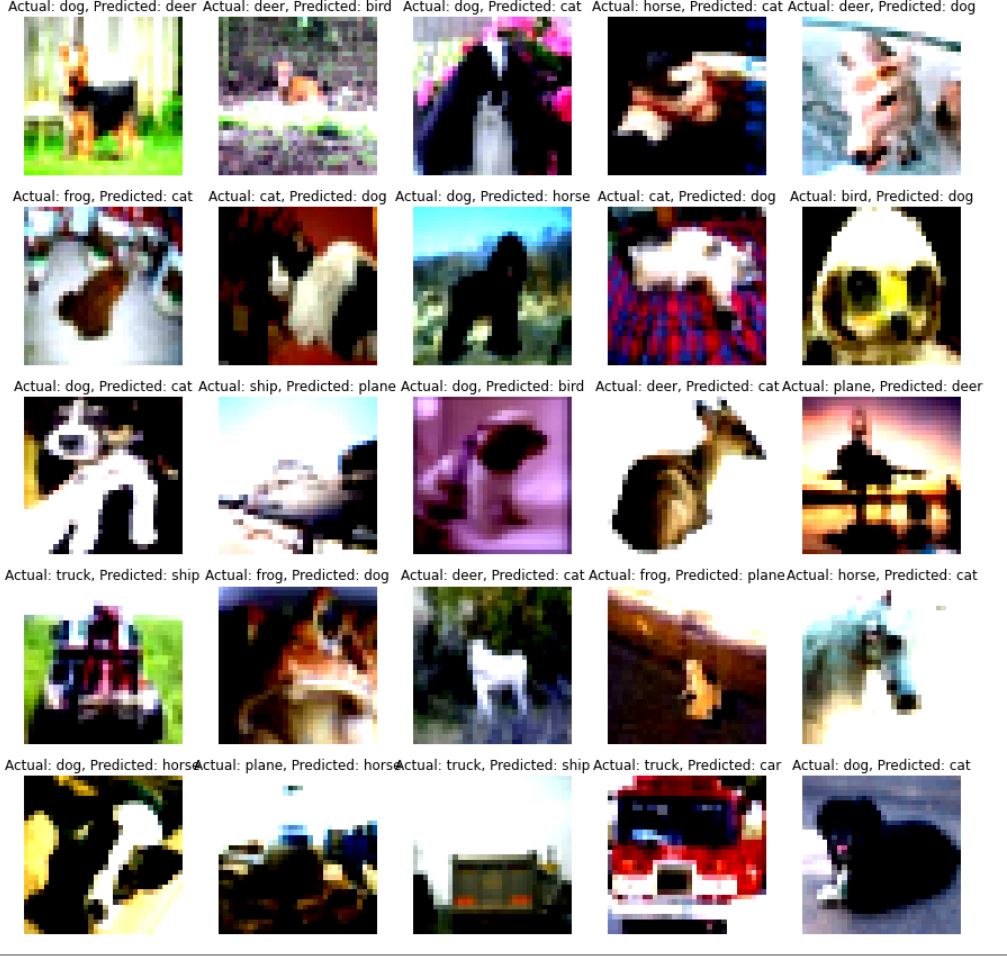 Actual: dog, Predicted: deer Actual: deer, Predicted: bird Actual: dog, Predicted: cat Actual: horse, Predicted: cat Actual: deer, Predicted: dog
Actual: frog, Predicted: cat Actual: cat, Predicted: dog Actual: dog, Predicted: horse Actual: cat, Predicted: dog Actual: bird, Predicted: dog
Actual: dog, Predicted: cat Actual: ship, Predicted: plane Actual: dog, Predicted: bird Actual: deer, Predicted: cat Actual: plane, Predicted: deer
Actual: truck, Predicted: ship Actual: frog, Predicted: dog Actual: deer, Predicted: cat Actual: frog, Predicted: plane Actual: horse, Predicted: cat
Actual: dog, Predicted: horse Actual: plane, Predicted: horse Actual: truck, Predicted: ship Actual: truck, Predicted: car Actual: dog, Predicted: cat